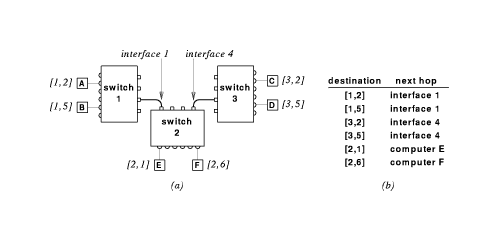 interface 1 interface 4
[1,2] A
[1,5] B
switch
1
switch
3
C [3,2]
D [3,5]
switch
2
[2,1] E F [2,6]
(a)
destination next hop
[1,2] interface 1
[1,5] interface 1
[3,2] interface 4
[3,5] interface 4
[2,1] computer E
[2,6] computer F
(b)